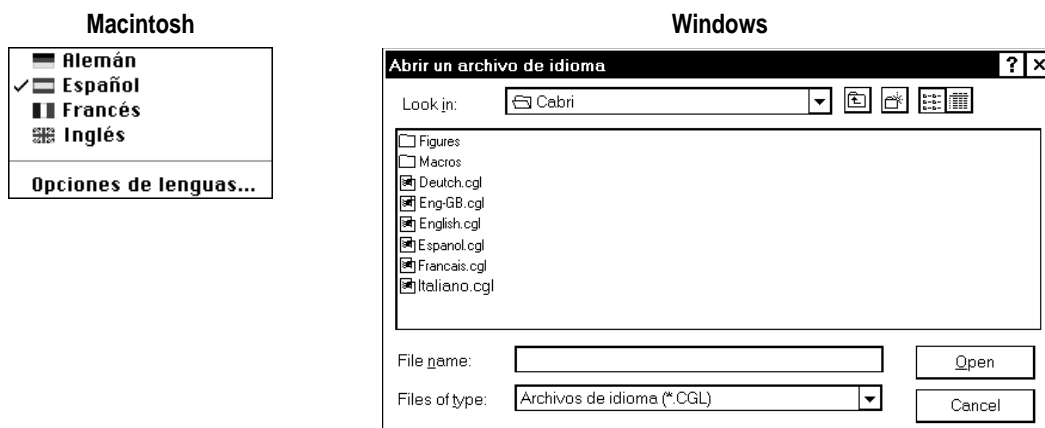 Macintosh
Alemán
Español
Francés
Inglés
Opciones de lenguas...
Windows
Abrir un archivo de idioma
Look in: Cabri
Figures
Macros
Deutch.cgl
Eng-GB.cgl
English.cgl
Espanol.cgl
Francais.cgl
Italiano.cgl
File name:
Open
Files of type: Archivos de idioma (*.CGL)
Cancel